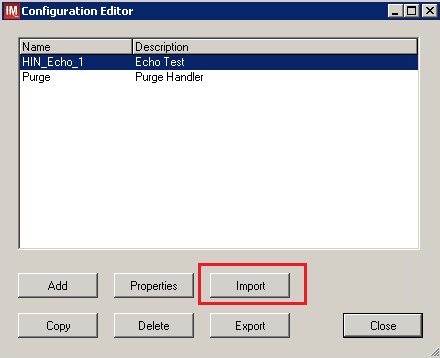 IM Configuration Editor
Name Description
HIN_Echo_1 Echo Test
Purge Purge Handler
Add Properties Import
Copy Delete Export Close